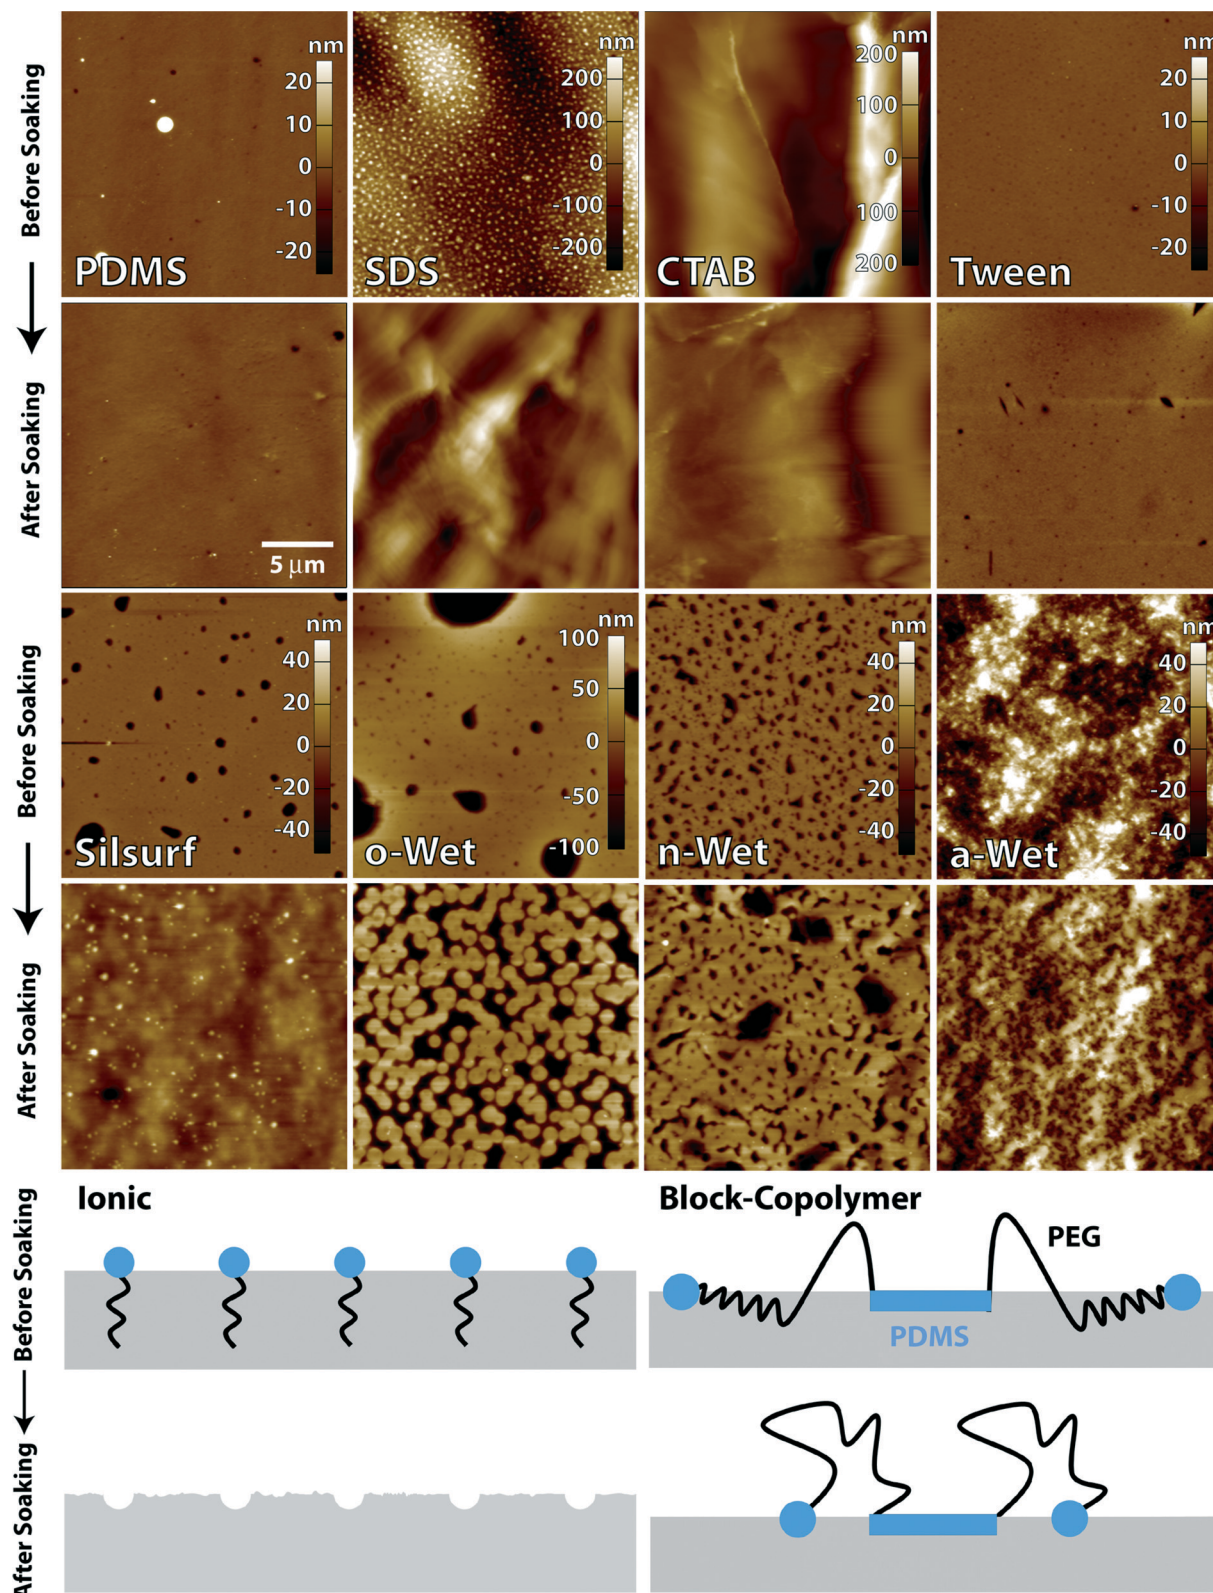 Before Soaking
nm
20
10
0
-10
-20
PDMS
nm
200
100
0
-100
-200
SDS
nm
200
100
0
100
200
CTAB
nm
20
10
0
-10
-20
Tween
After Soaking
5 μm
Before Soaking
nm
40
20
0
-20
-40
Silsurf
nm
100
50
0
-50
-100
o-Wet
nm
40
20
0
-20
-40
n-Wet
nm
40
20
0
-20
-40
a-Wet
After Soaking
Before Soaking
Ionic
Block-Copolymer
PEG
PDMS
After Soaking